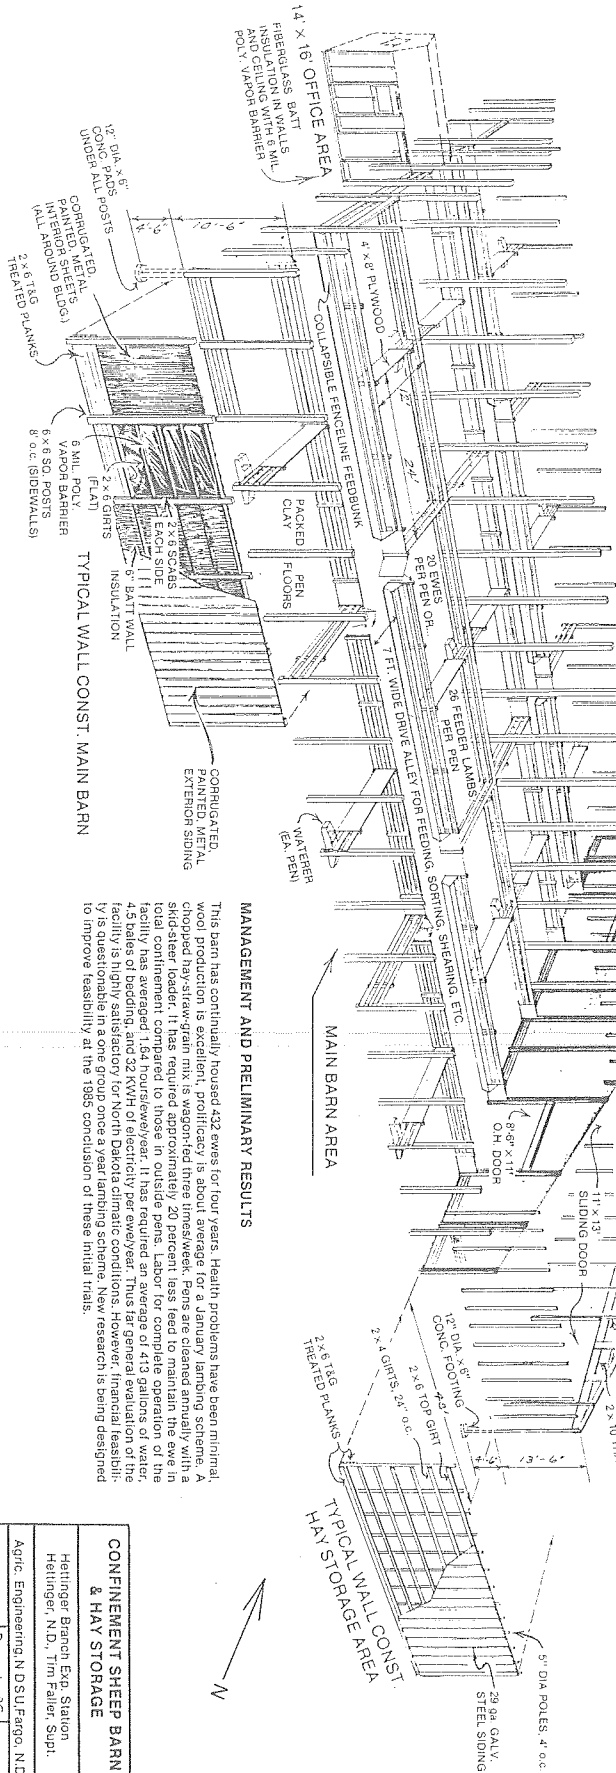 14' × 16' OFFICE AREA
FIBERGLASS BATT
INSULATION IN WALLS
AND CEILING WITH 6 MIL.
POLY. VAPOR BARRIER
12" DIA. × 6"
CONC. PADS
UNDER ALL POSTS
4'-6"
10'-6"
CORRUGATED,
PAINTED, METAL
INTERIOR SHEETS
(ALL AROUND BLDG.)
2 × 6 T&G
TREATED PLANKS
4' × 8' PLYWOOD
12'
24'
COLLAPSIBLE FENCELINE FEEDBUNK
PACKED
CLAY
PEN
FLOORS
20 EWES
PER PEN OR
26 FEEDER LAMBS
PER PEN
7 FT. WIDE DRIVE ALLEY FOR FEEDING, SORTING, SHEARING, ETC.
6 × 6 SQ. POSTS
8' o.c. (SIDEWALLS)
6 MIL. POLY.
VAPOR BARRIER
2 × 6 GIRTS
(FLAT)
2 × 6 SCABS
EACH SIDE
6" BATT WALL
INSULATION
TYPICAL WALL CONST. MAIN BARN
CORRUGATED,
PAINTED, METAL
EXTERIOR SIDING
WATERER
(EA. PEN)
MAIN BARN AREA
8'-6" × 11'
O.H. DOOR
11' × 13'
SLIDING DOOR
2 × 10
12" DIA. × 6"
CONC. FOOTING
4'-6"
13'-6"
2 × 6 TOP GIRT
2 × 4 GIRTS, 24" o.c.
2 × 6 T&G
TREATED PLANKS
TYPICAL WALL CONST.
HAY STORAGE AREA
5" DIA POLES, 4' o.c.
29 ga GALV.
STEEL SIDING
MANAGEMENT AND PRELIMINARY RESULTS
This barn has continually housed 432 ewes for four years. Health problems have been minimal,
wool production is excellent, prolificacy is about average for a January lambing scheme. A
chopped hay-straw-grain mix is wagon-fed three times/week. Pens are cleaned annually with a
skid-steer loader. It has required approximately 20 percent less feed to maintain the ewe in
total confinement compared to those in outside pens. Labor for complete operation of the
facility has averaged 1.64 hours/ewe/year. It has required an average of 413 gallons of water,
4.5 bales of bedding, and 32 KWH of electricity per ewe/year. Thus far general evaluation of the
facility is highly satisfactory for North Dakota climatic conditions. However, financial feasibili-
ty is questionable in a one group once a year lambing scheme. New research is being designed
to improve feasibility at the 1985 conclusion of these initial trials.
N
CONFINEMENT SHEEP BARN
& HAY STORAGE
Hettinger Branch Exp. Station
Hettinger, N.D., Tim Faller, Supt.
Agric. Engineering, N D S U, Fargo, N.D.